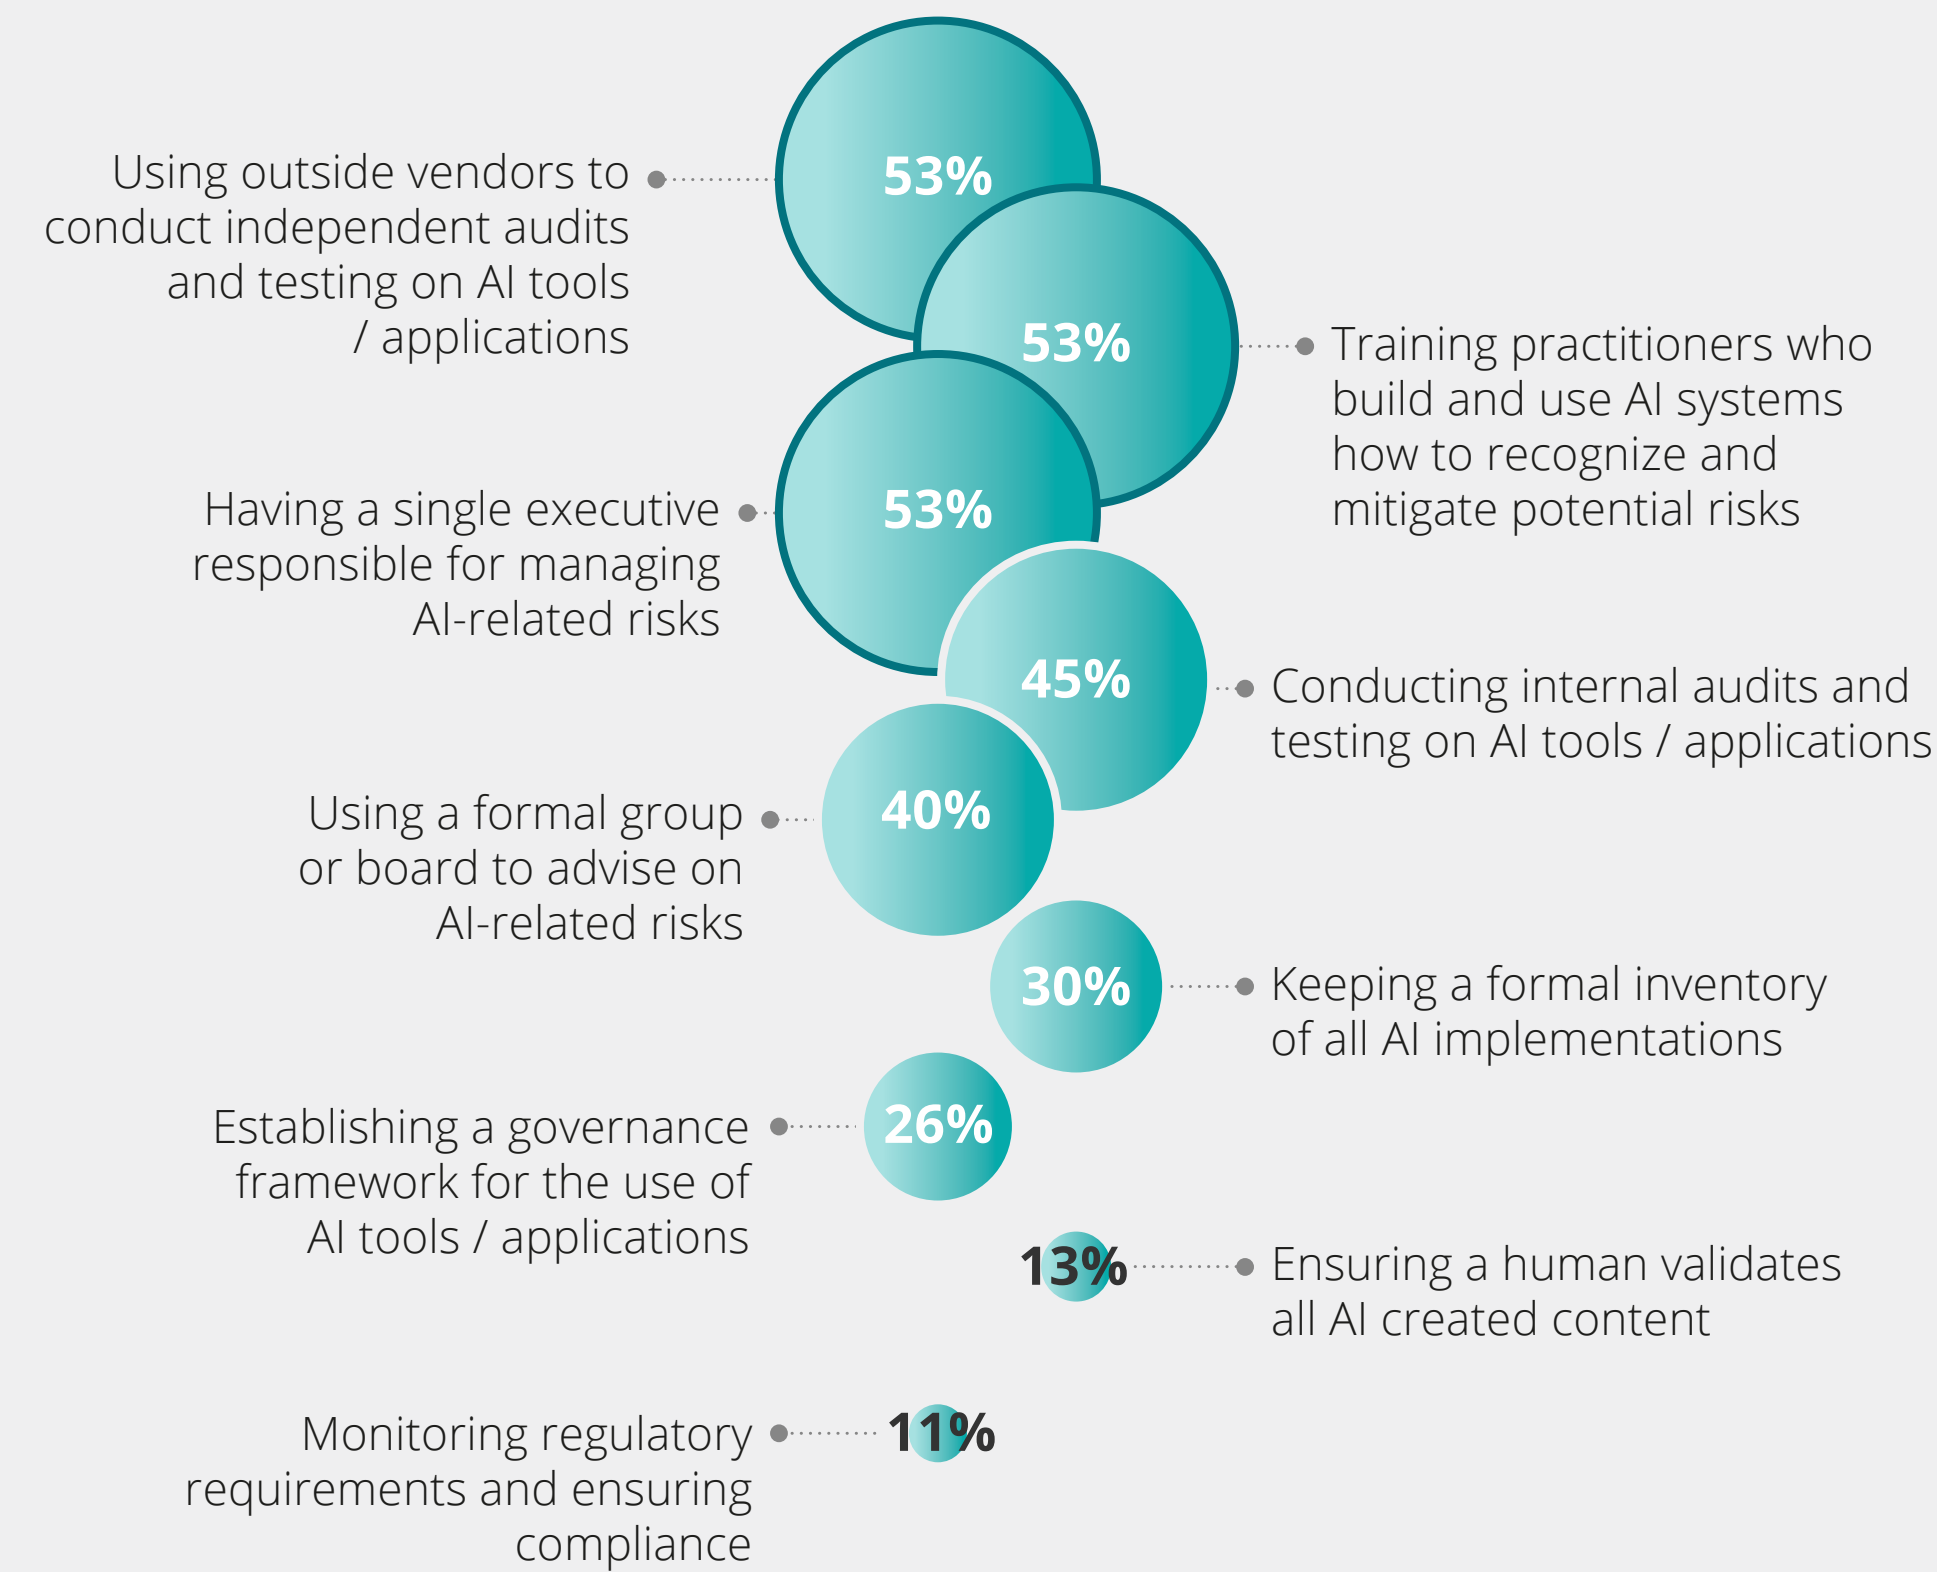 53%
Using outside vendors to
conduct independent audits
and testing on AI tools
/ applications
53%
Training practitioners who
build and use AI systems
how to recognize and
mitigate potential risks
53%
Having a single executive
responsible for managing
AI-related risks
45%
Conducting internal audits and
testing on AI tools / applications
40%
Using a formal group
or board to advise on
AI-related risks
30%
Keeping a formal inventory
of all AI implementations
26%
Establishing a governance
framework for the use of
AI tools / applications
13%
Ensuring a human validates
all AI created content
11%
Monitoring regulatory
requirements and ensuring
compliance